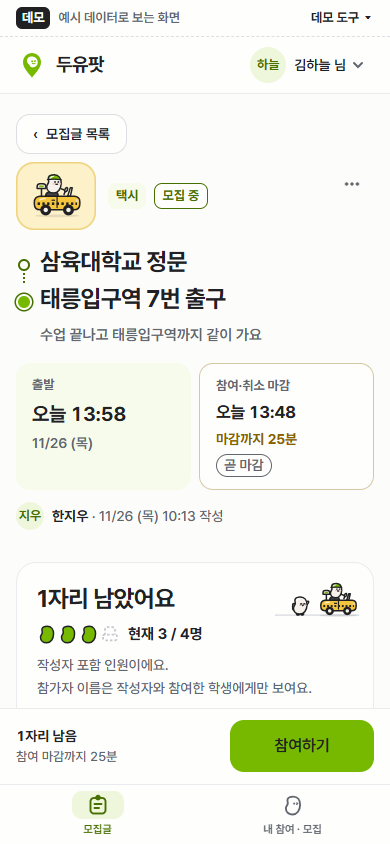 데모 예시 데이터로 보는 화면 데모 도구
두유팟 하늘 김하늘 님
‹ 모집글 목록
택시 모집 중
삼육대학교 정문
태릉입구역 7번 출구
수업 끝나고 태릉입구역까지 같이 가요
출발
오늘 13:58
11/26 (목)
참여·취소 마감
오늘 13:48
마감까지 25분
곧 마감
지우 한지우 · 11/26 (목) 10:13 작성
1자리 남았어요
현재 3 / 4명
작성자 포함 인원이에요.
참가자 이름은 작성자와 참여한 학생에게만 보여요.
1자리 남음
참여 마감까지 25분
참여하기
모집글
내 참여 · 모집